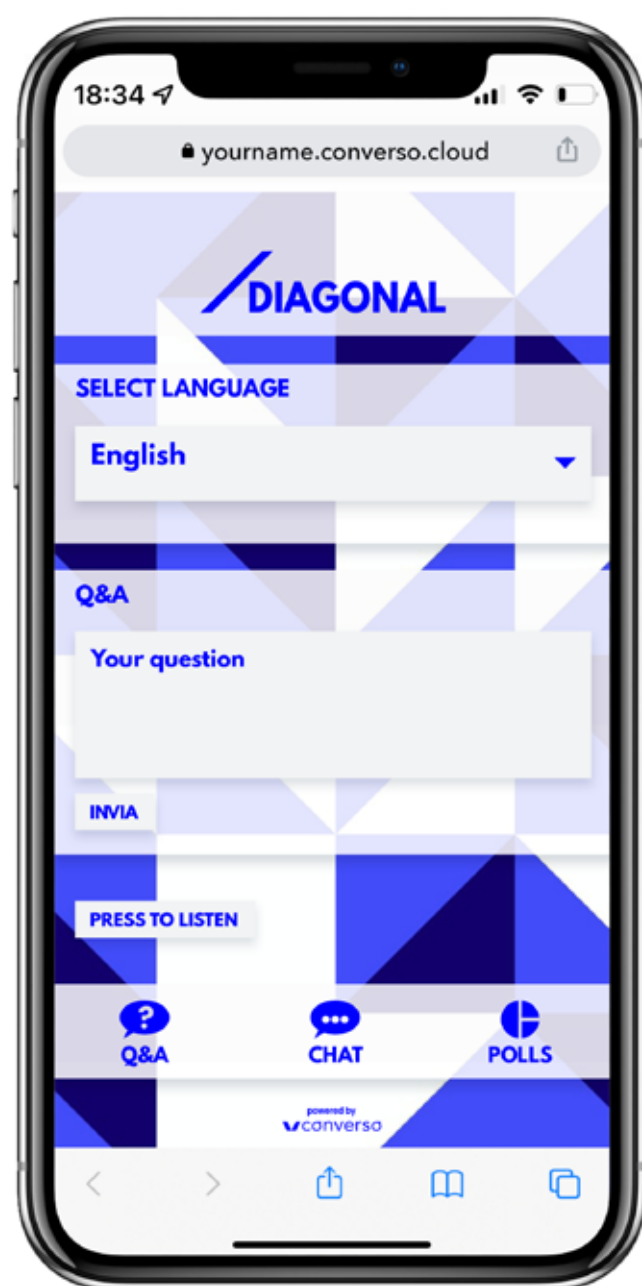 18:34
yourname.converso.cloud
DIAGONAL
SELECT LANGUAGE
English
Q&A
Your question
INVIA
PRESS TO LISTEN
Q&A CHAT POLLS
powered by
converso